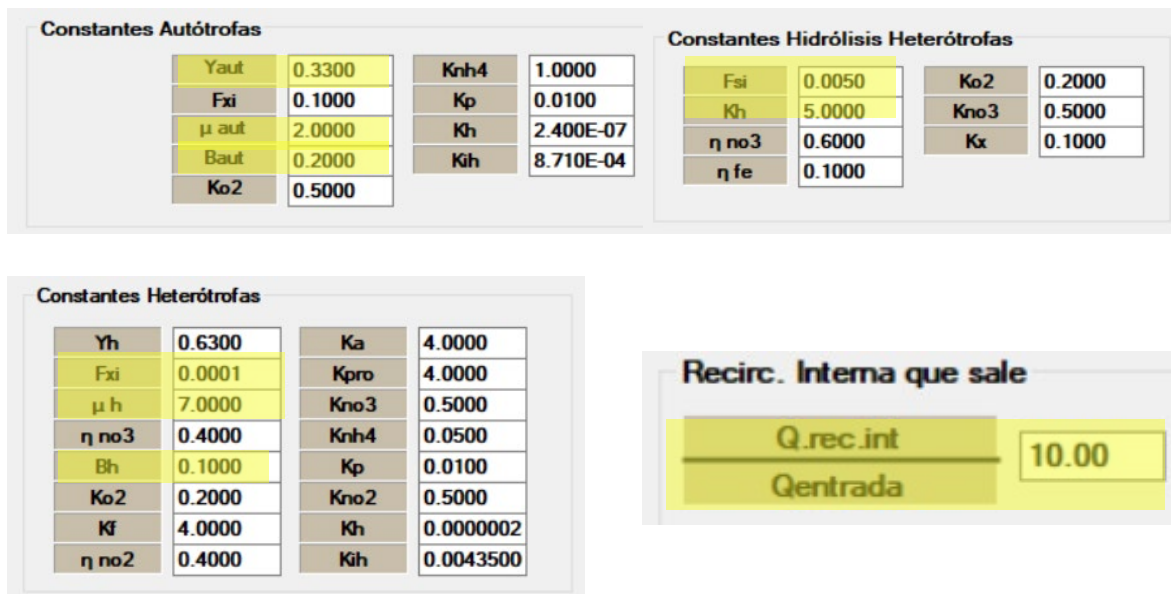 Constantes Autótrofas
Yaut 0.3300 Knh4 1.0000
Fxi 0.1000 Kp 0.0100
μ aut 2.0000 Kh 2.400E-07
Baut 0.2000 Kih 8.710E-04
Ko2 0.5000
Constantes Hidrólisis Heterótrofas
Fsi 0.0050 Ko2 0.2000
Kh 5.0000 Kno3 0.5000
η no3 0.6000 Kx 0.1000
η fe 0.1000
Constantes Heterótrofas
Yh 0.6300 Ka 4.0000
Fxi 0.0001 Kpro 4.0000
μ h 7.0000 Kno3 0.5000
η no3 0.4000 Knh4 0.0500
Bh 0.1000 Kp 0.0100
Ko2 0.2000 Kno2 0.5000
Kf 4.0000 Kh 0.0000002
η no2 0.4000 Kih 0.0043500
Recirc. Interna que sale
Q.rec.int
10.00
Qentrada